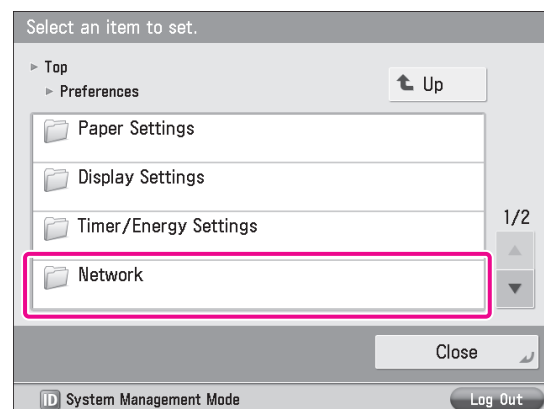 Select an item to set.
Top
Preferences
Up
Paper Settings
Display Settings
Timer/Energy Settings
1/2
Network
Close
ID System Management Mode
Log Out